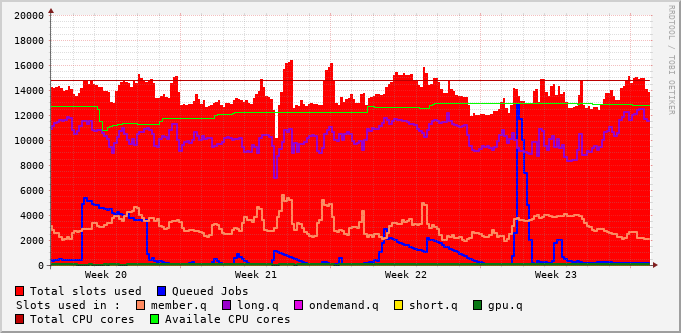 20000
18000
16000
14000
12000
10000
8000
6000
4000
2000
0
Week 20 Week 21 Week 22 Week 23
RRDTOOL / TOBI OETIKER
Total slots used Queued Jobs
Slots used in : member.q long.q ondemand.q short.q gpu.q
Total CPU cores Availale CPU cores